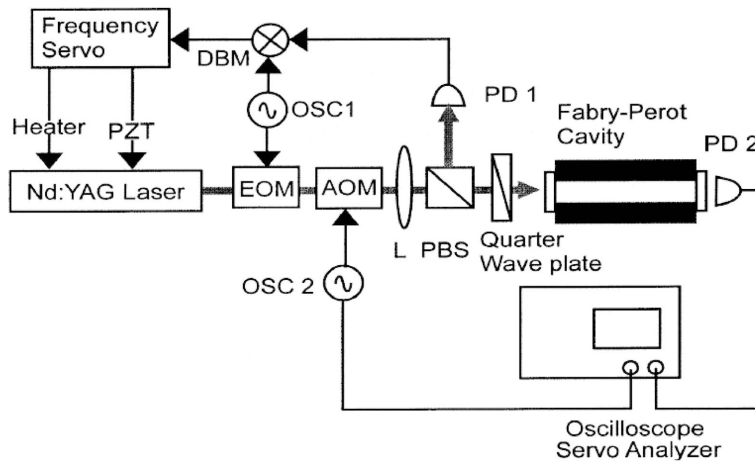 Frequency
Servo
DBM
OSC1
PD 1
Fabry-Perot
Cavity
PD 2
Heater
PZT
Nd:YAG Laser
EOM
AOM
L PBS
Quarter
Wave plate
OSC 2
Oscilloscope
Servo Analyzer